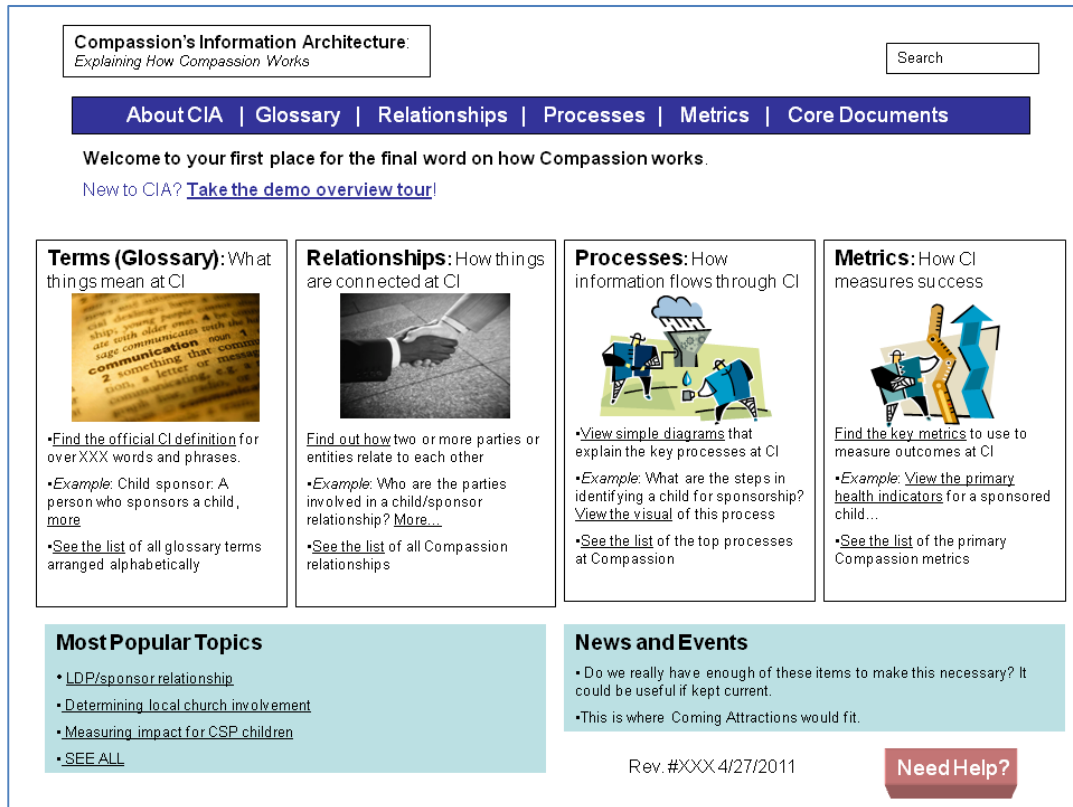 Compassion's Information Architecture:
Explaining How Compassion Works
Search
About CIA | Glossary | Relationships | Processes | Metrics | Core Documents
Welcome to your first place for the final word on how Compassion works.
New to CIA? Take the demo overview tour!
Terms (Glossary): What
things mean at CI
communication
2 something that
•Find the official CI definition for
over XXX words and phrases.
•Example: Child sponsor: A
person who sponsors a child,
more
•See the list of all glossary terms
arranged alphabetically
Relationships: How things
are connected at CI
Find out how two or more parties or
entities relate to each other
•Example: Who are the parties
involved in a child/sponsor
relationship? More...
•See the list of all Compassion
relationships
Processes: How
information flows through CI
•View simple diagrams that
explain the key processes at CI
•Example: What are the steps in
identifying a child for sponsorship?
View the visual of this process
•See the list of the top processes
at Compassion
Metrics: How CI
measures success
Find the key metrics to use to
measure outcomes at CI
•Example: View the primary
health indicators for a sponsored
child...
•See the list of the primary
Compassion metrics
Most Popular Topics
• LDP/sponsor relationship
• Determining local church involvement
• Measuring impact for CSP children
• SEE ALL
News and Events
• Do we really have enough of these items to make this necessary? It
could be useful if kept current.
•This is where Coming Attractions would fit.
Rev. #XXX 4/27/2011
Need Help?